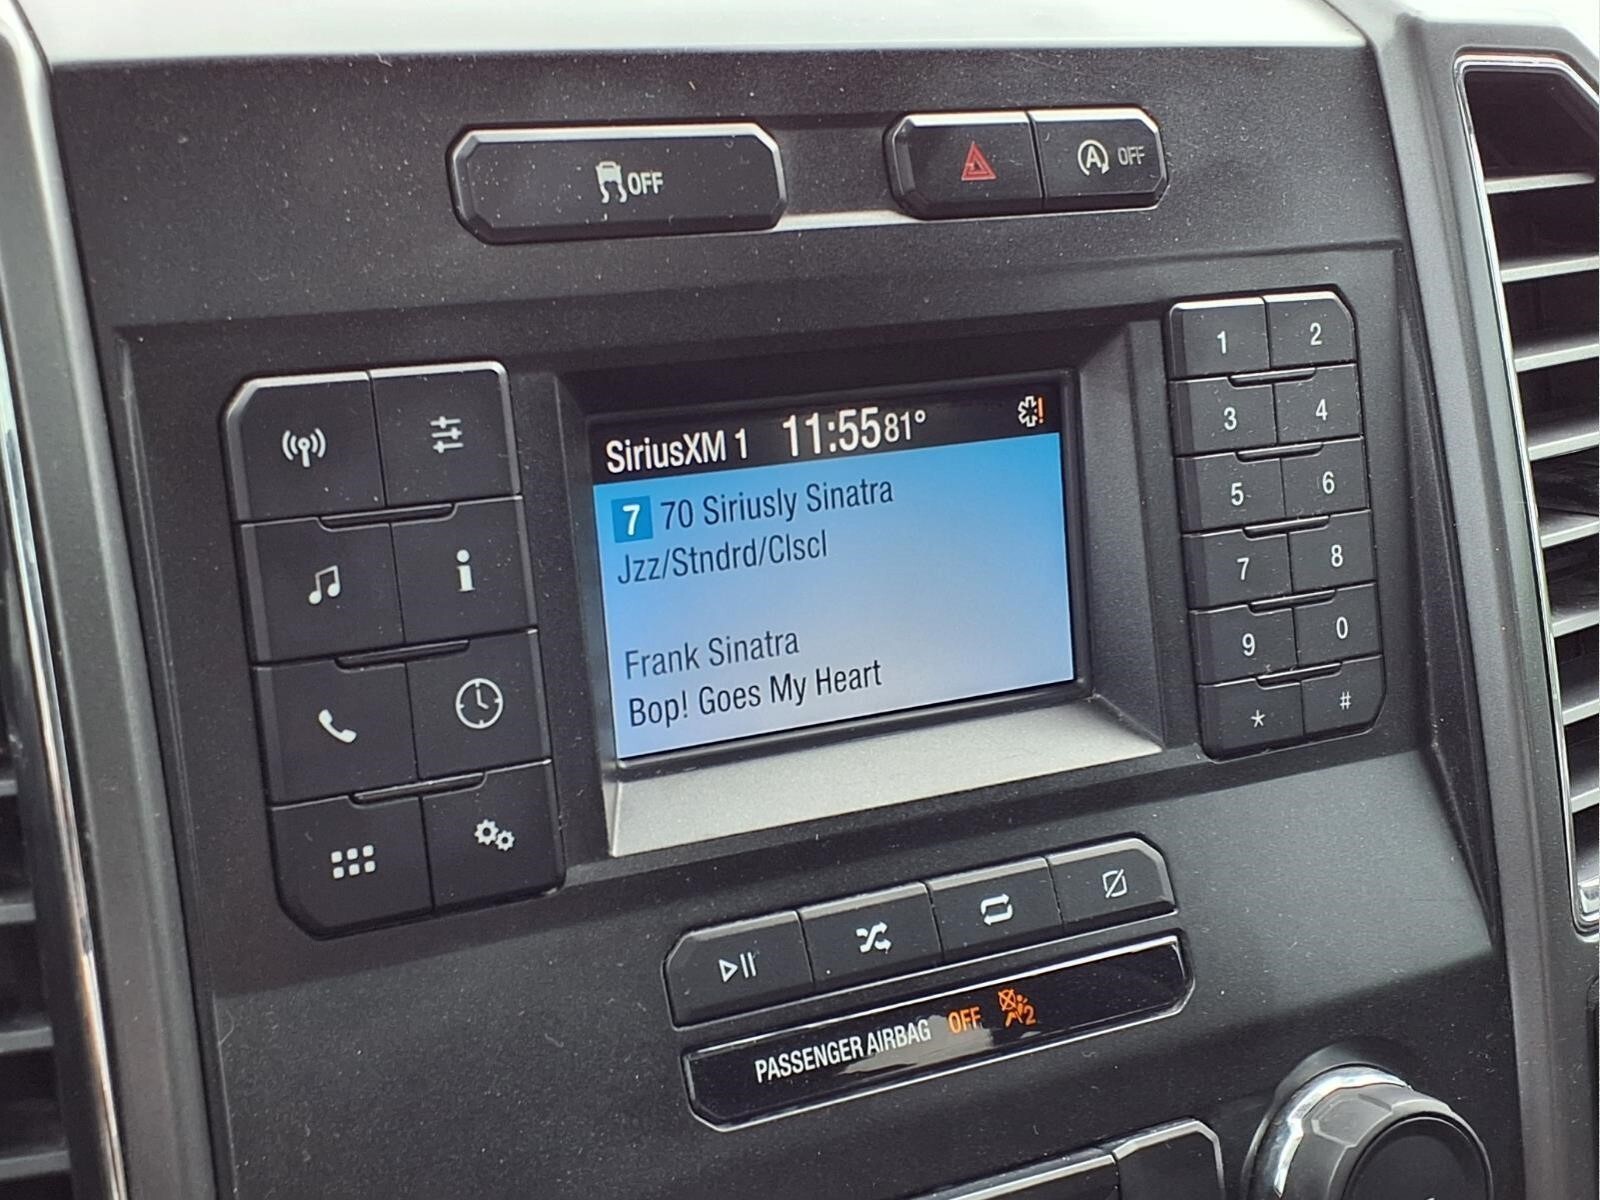 OFF
A OFF
SiriusXM 1 11:55 81°
7 70 Siriusly Sinatra
Jzz/Stndrd/Clscl
Frank Sinatra
Bop! Goes My Heart
1 2
3 4
5 6
7 8
9 0
* #
i
PASSENGER AIRBAG OFF 2